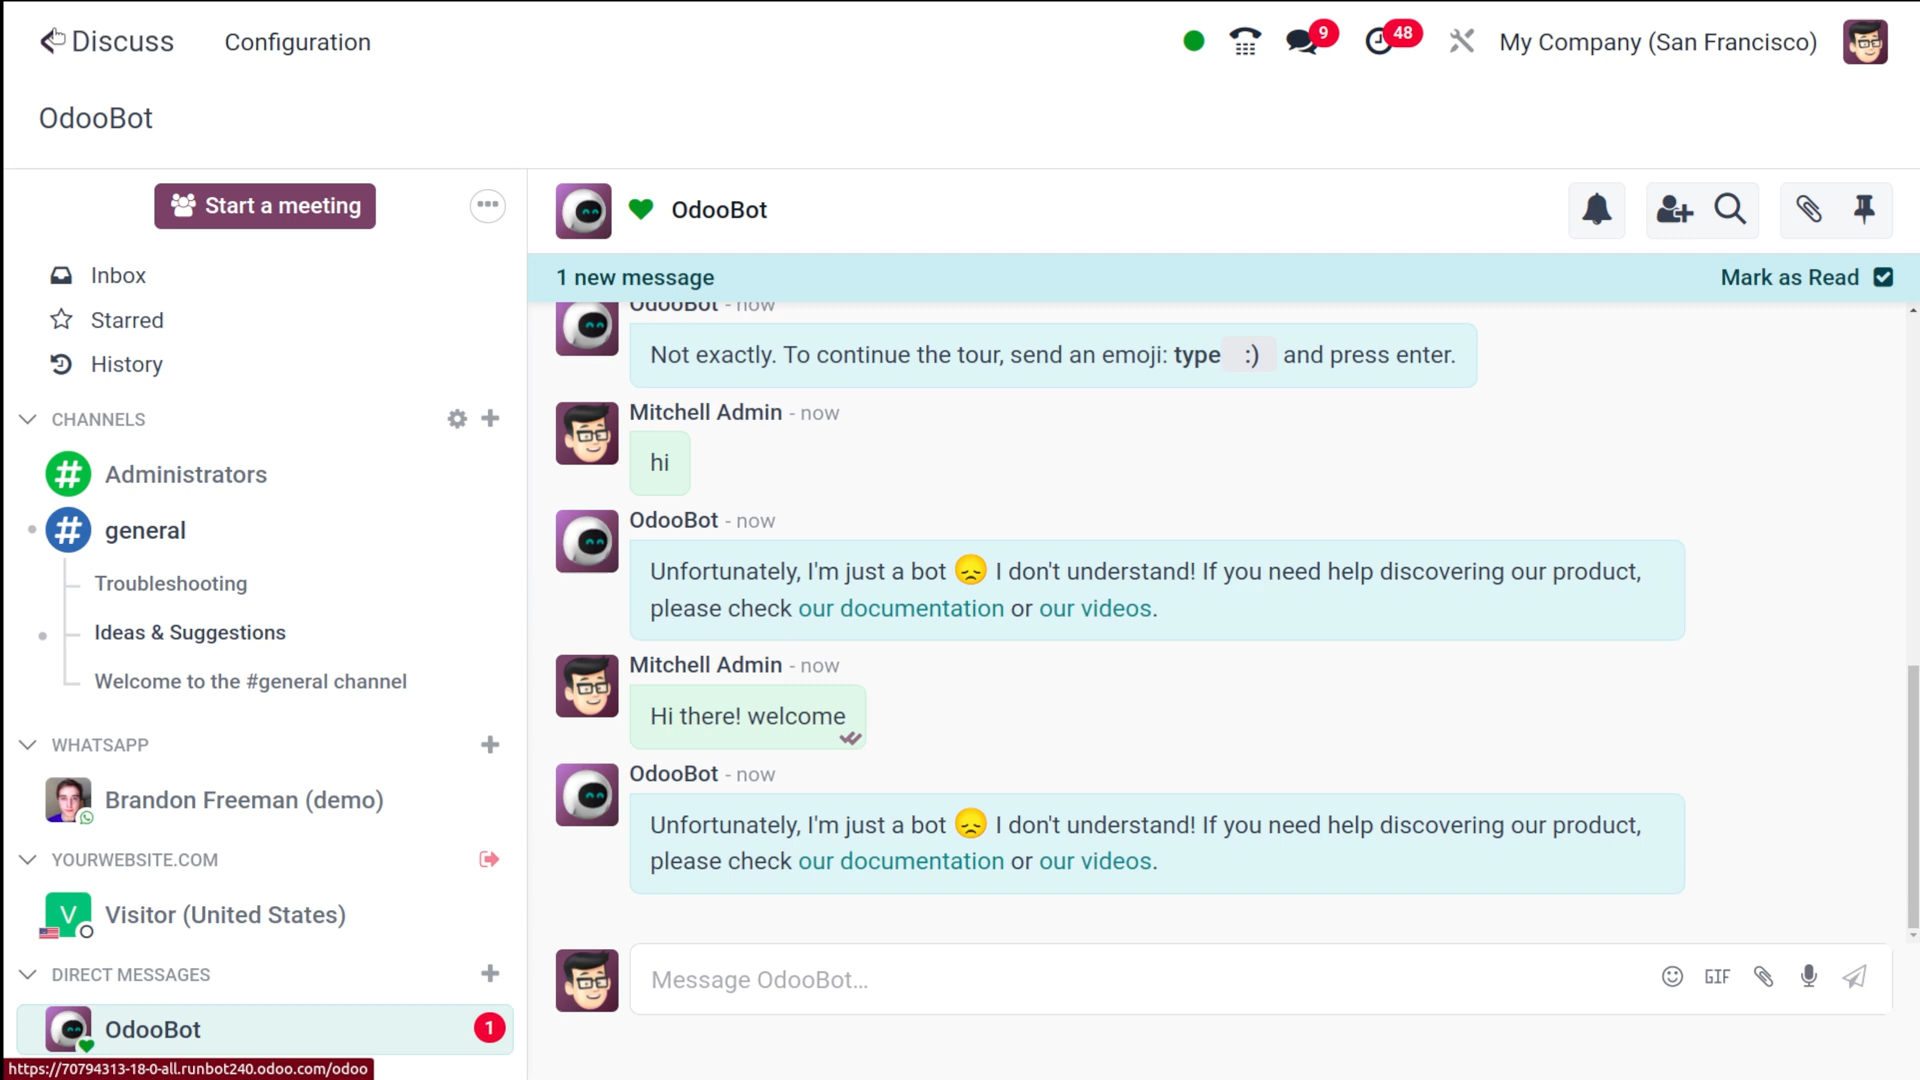 Discuss
Configuration
9
48
My Company (San Francisco)
OdooBot
Start a meeting
Inbox
Starred
History
CHANNELS
Administrators
general
Troubleshooting
Ideas & Suggestions
Welcome to the #general channel
WHATSAPP
Brandon Freeman (demo)
YOURWEBSITE.COM
V
Visitor (United States)
DIRECT MESSAGES
OdooBot
1
https://70794313-18-0-all.runbot240.odoo.com/odoo
OdooBot
1 new message
Mark as Read
OdooBot - now
Not exactly. To continue the tour, send an emoji: type :) and press enter.
Mitchell Admin - now
hi
OdooBot - now
Unfortunately, I'm just a bot 😞 I don't understand! If you need help discovering our product,
please check our documentation or our videos.
Mitchell Admin - now
Hi there! welcome
OdooBot - now
Unfortunately, I'm just a bot 😞 I don't understand! If you need help discovering our product,
please check our documentation or our videos.
Message OdooBot...
GIF